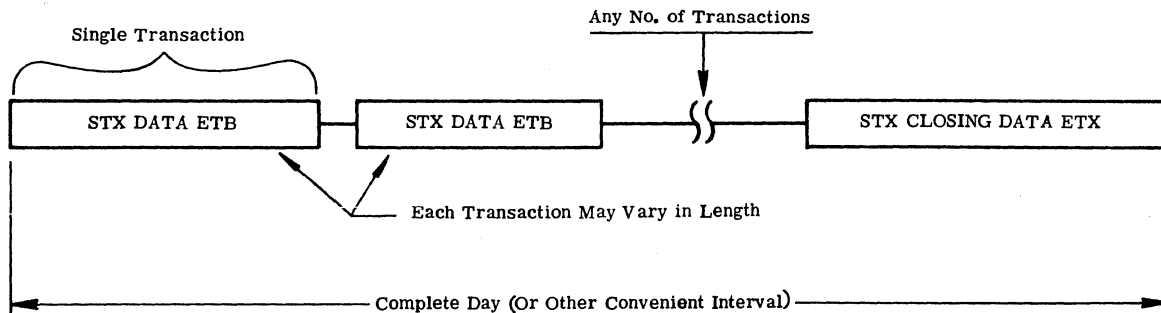 Any No. of Transactions
Single Transaction
STX DATA ETB
STX DATA ETB
STX CLOSING DATA ETX
Each Transaction May Vary in Length
Complete Day (Or Other Convenient Interval)